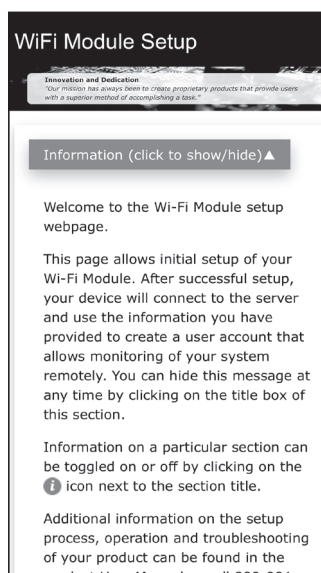 WiFi Module Setup
Innovation and Dedication
"Our mission has always been to create proprietary products that provide users
with a superior method of accomplishing a task."
Information (click to show/hide)▲
Welcome to the Wi-Fi Module setup
webpage.
This page allows initial setup of your
Wi-Fi Module. After successful setup,
your device will connect to the server
and use the information you have
provided to create a user account that
allows monitoring of your system
remotely. You can hide this message at
any time by clicking on the title box of
this section.
Information on a particular section can
be toggled on or off by clicking on the
i icon next to the section title.
Additional information on the setup
process, operation and troubleshooting
of your product can be found in the